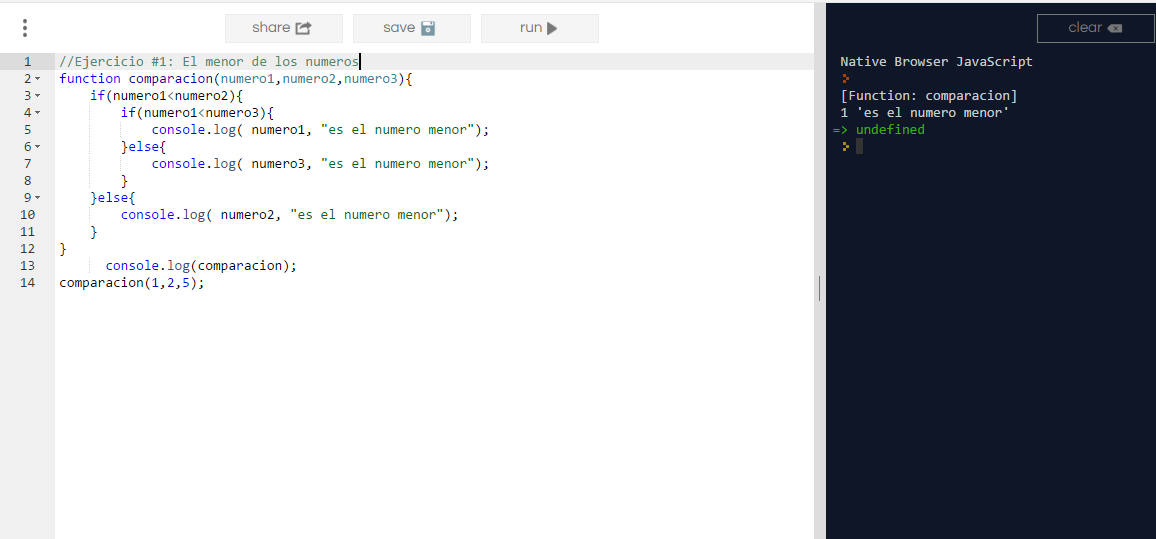 share save run clear
1 //Ejercicio #1: El menor de los numeros
2 function comparacion(numero1,numero2,numero3){
3     if(numero1<numero2){
4         if(numero1<numero3){
5             console.log( numero1, "es el numero menor");
6         }else{
7             console.log( numero3, "es el numero menor");
8         }
9     }else{
10         console.log( numero2, "es el numero menor");
11     }
12 }
13       console.log(comparacion);
14 comparacion(1,2,5);
Native Browser JavaScript
[Function: comparacion]
1 'es el numero menor'
=> undefined